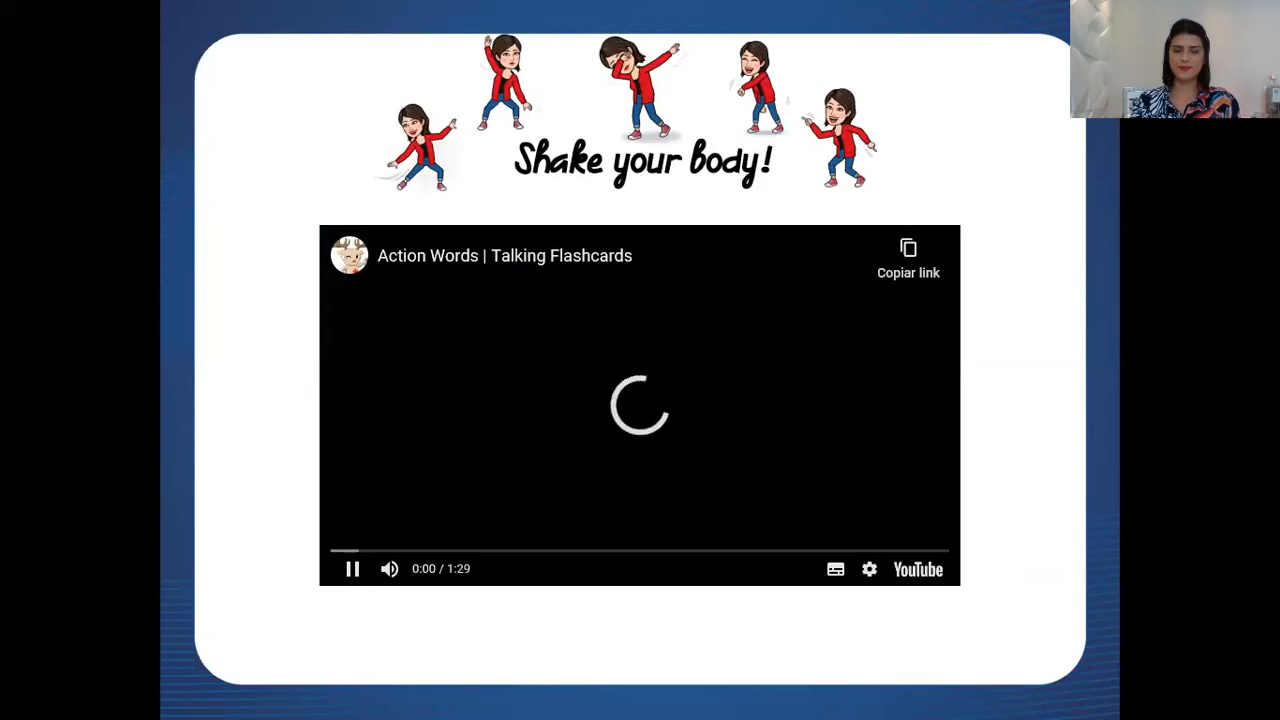 Shake your body!
Action Words | Talking Flashcards
Copiar link
0:00 / 1:29
YouTube